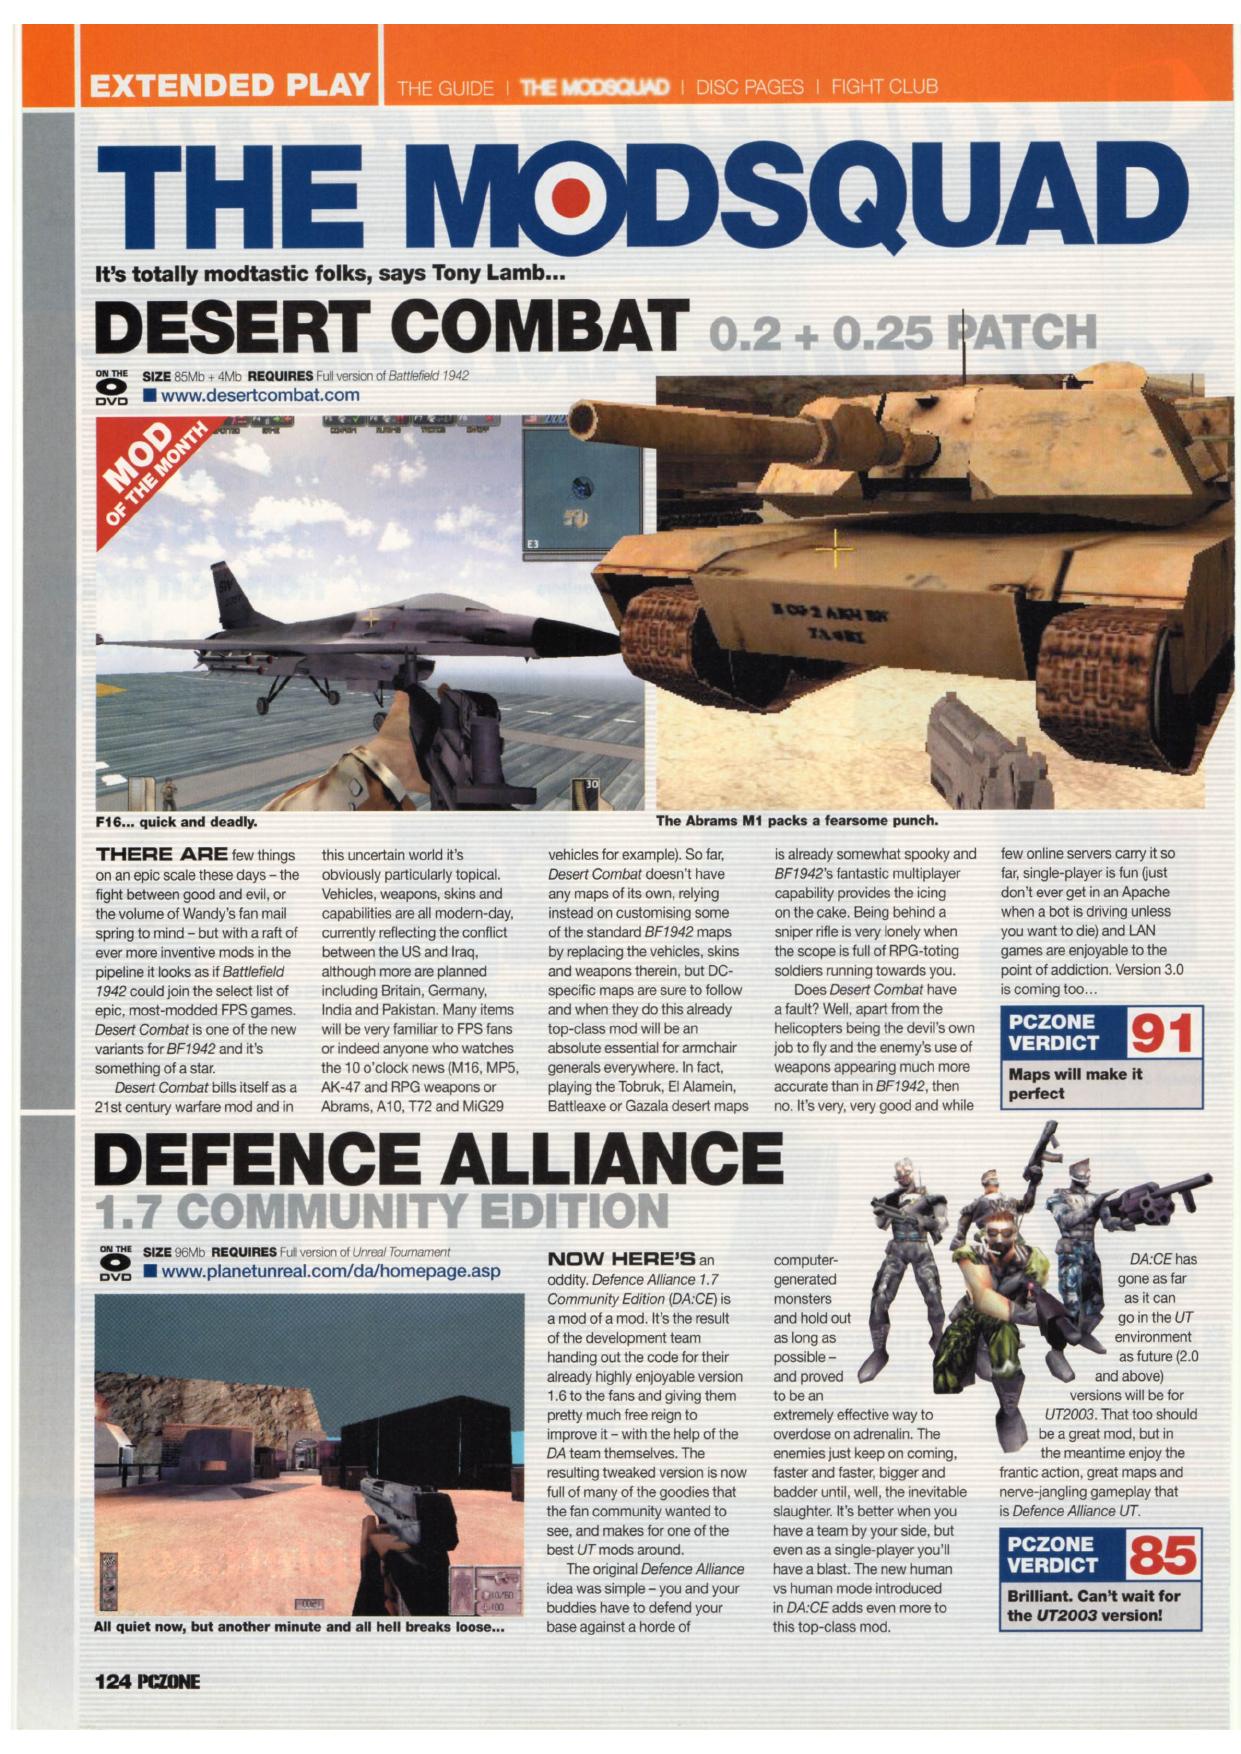 EXTENDED PLAY
THE GUIDE | THE MODSQUAD | DISC PAGES | FIGHT CLUB
THE MODSQUAD
It's totally modtastic folks, says Tony Lamb...
DESERT COMBAT 0.2 + 0.25 PATCH
ON THE DVD
SIZE 85Mb + 4Mb REQUIRES Full version of Battlefield 1942
www.desertcombat.com
MOD
OF THE MONTH
E3
30
F16... quick and deadly.
The Abrams M1 packs a fearsome punch.
THERE ARE few things
on an epic scale these days – the
fight between good and evil, or
the volume of Wandy's fan mail
spring to mind – but with a raft of
ever more inventive mods in the
pipeline it looks as if Battlefield
1942 could join the select list of
epic, most-modded FPS games.
Desert Combat is one of the new
variants for BF1942 and it's
something of a star.
Desert Combat bills itself as a
21st century warfare mod and in
this uncertain world it's
obviously particularly topical.
Vehicles, weapons, skins and
capabilities are all modern-day,
currently reflecting the conflict
between the US and Iraq,
although more are planned
including Britain, Germany,
India and Pakistan. Many items
will be very familiar to FPS fans
or indeed anyone who watches
the 10 o'clock news (M16, MP5,
AK-47 and RPG weapons or
Abrams, A10, T72 and MiG29
vehicles for example). So far,
Desert Combat doesn't have
any maps of its own, relying
instead on customising some
of the standard BF1942 maps
by replacing the vehicles, skins
and weapons therein, but DC-
specific maps are sure to follow
and when they do this already
top-class mod will be an
absolute essential for armchair
generals everywhere. In fact,
playing the Tobruk, El Alamein,
Battleaxe or Gazala desert maps
is already somewhat spooky and
BF1942's fantastic multiplayer
capability provides the icing
on the cake. Being behind a
sniper rifle is very lonely when
the scope is full of RPG-toting
soldiers running towards you.
Does Desert Combat have
a fault? Well, apart from the
helicopters being the devil's own
job to fly and the enemy's use of
weapons appearing much more
accurate than in BF1942, then
no. It's very, very good and while
few online servers carry it so
far, single-player is fun (just
don't ever get in an Apache
when a bot is driving unless
you want to die) and LAN
games are enjoyable to the
point of addiction. Version 3.0
is coming too...
PCZONE
VERDICT 91
Maps will make it
perfect
DEFENCE ALLIANCE
1.7 COMMUNITY EDITION
ON THE DVD
SIZE 96Mb REQUIRES Full version of Unreal Tournament
www.planetunreal.com/da/homepage.asp
All quiet now, but another minute and all hell breaks loose...
NOW HERE'S an
oddity. Defence Alliance 1.7
Community Edition (DA:CE) is
a mod of a mod. It's the result
of the development team
handing out the code for their
already highly enjoyable version
1.6 to the fans and giving them
pretty much free reign to
improve it – with the help of the
DA team themselves. The
resulting tweaked version is now
full of many of the goodies that
the fan community wanted to
see, and makes for one of the
best UT mods around.
The original Defence Alliance
idea was simple – you and your
buddies have to defend your
base against a horde of
computer-
generated
monsters
and hold out
as long as
possible –
and proved
to be an
extremely effective way to
overdose on adrenalin. The
enemies just keep on coming,
faster and faster, bigger and
badder until, well, the inevitable
slaughter. It's better when you
have a team by your side, but
even as a single-player you'll
have a blast. The new human
vs human mode introduced
in DA:CE adds even more to
this top-class mod.
DA:CE has
gone as far
as it can
go in the UT
environment
as future (2.0
and above)
versions will be for
UT2003. That too should
be a great mod, but in
the meantime enjoy the
frantic action, great maps and
nerve-jangling gameplay that
is Defence Alliance UT.
PCZONE
VERDICT 85
Brilliant. Can't wait for
the UT2003 version!
124 PCZONE